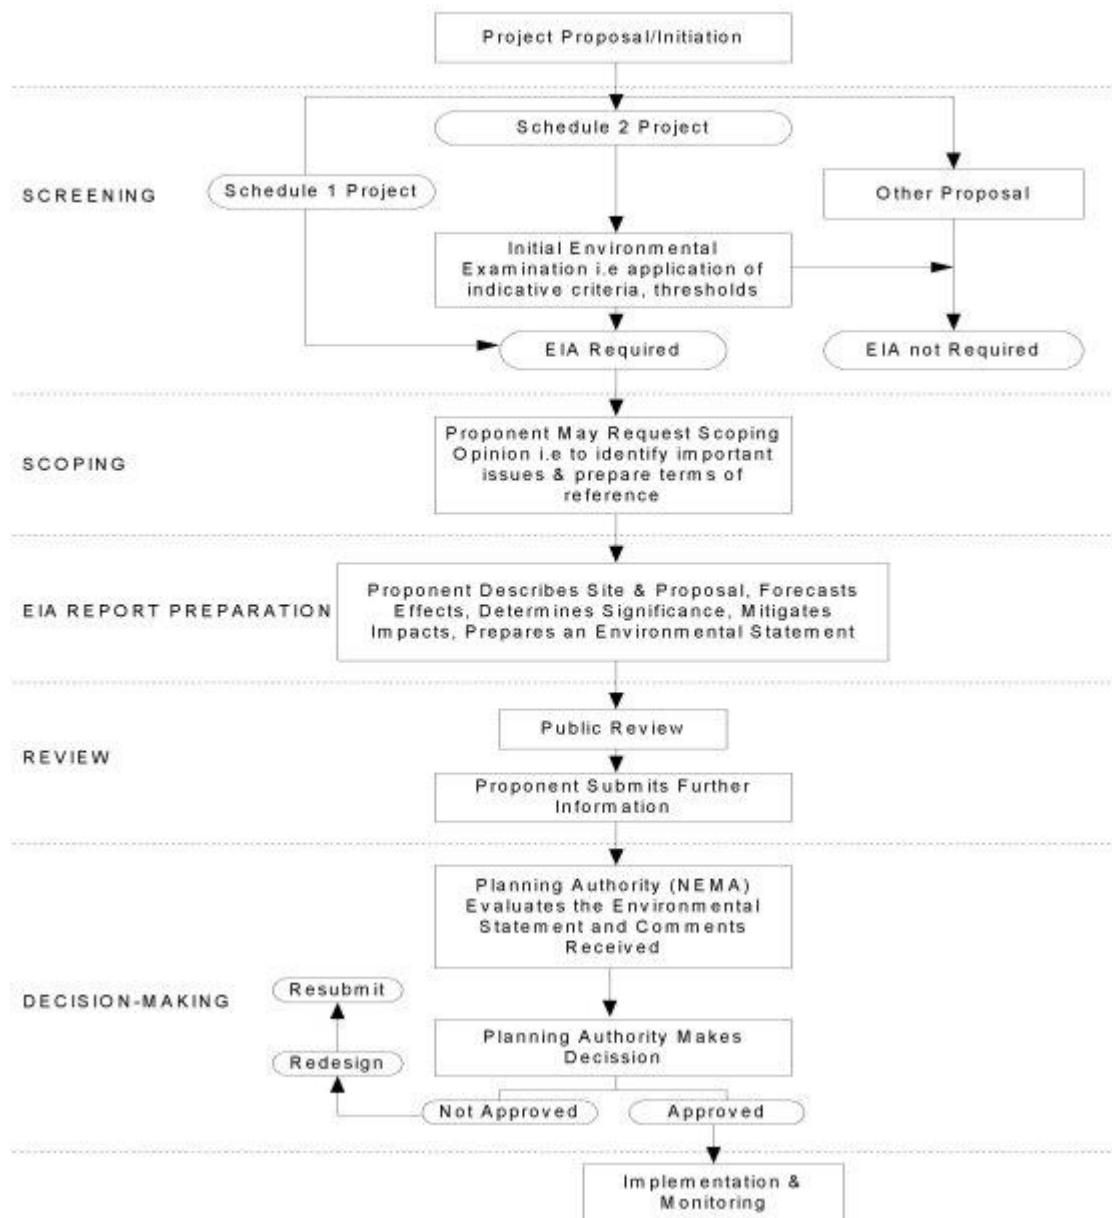 Project Proposal/Initiation
Schedule 2 Project
SCREENING
Schedule 1 Project
Other Proposal
Initial Environmental
Examination i.e application of
indicative criteria, thresholds
EIA Required
EIA not Required
SCOPING
Proponent May Request Scoping
Opinion i.e to identify important
issues & prepare terms of
reference
EIA REPORT PREPARATION
Proponent Describes Site & Proposal, Forecasts
Effects, Determines Significance, Mitigates
Impacts, Prepares an Environmental Statement
REVIEW
Public Review
Proponent Submits Further
Information
DECISION-MAKING
Planning Authority (NEMA)
Evaluates the Environmental
Statement and Comments
Received
Resubmit
Redesign
Planning Authority Makes
Decission
Not Approved
Approved
Implementation &
Monitoring